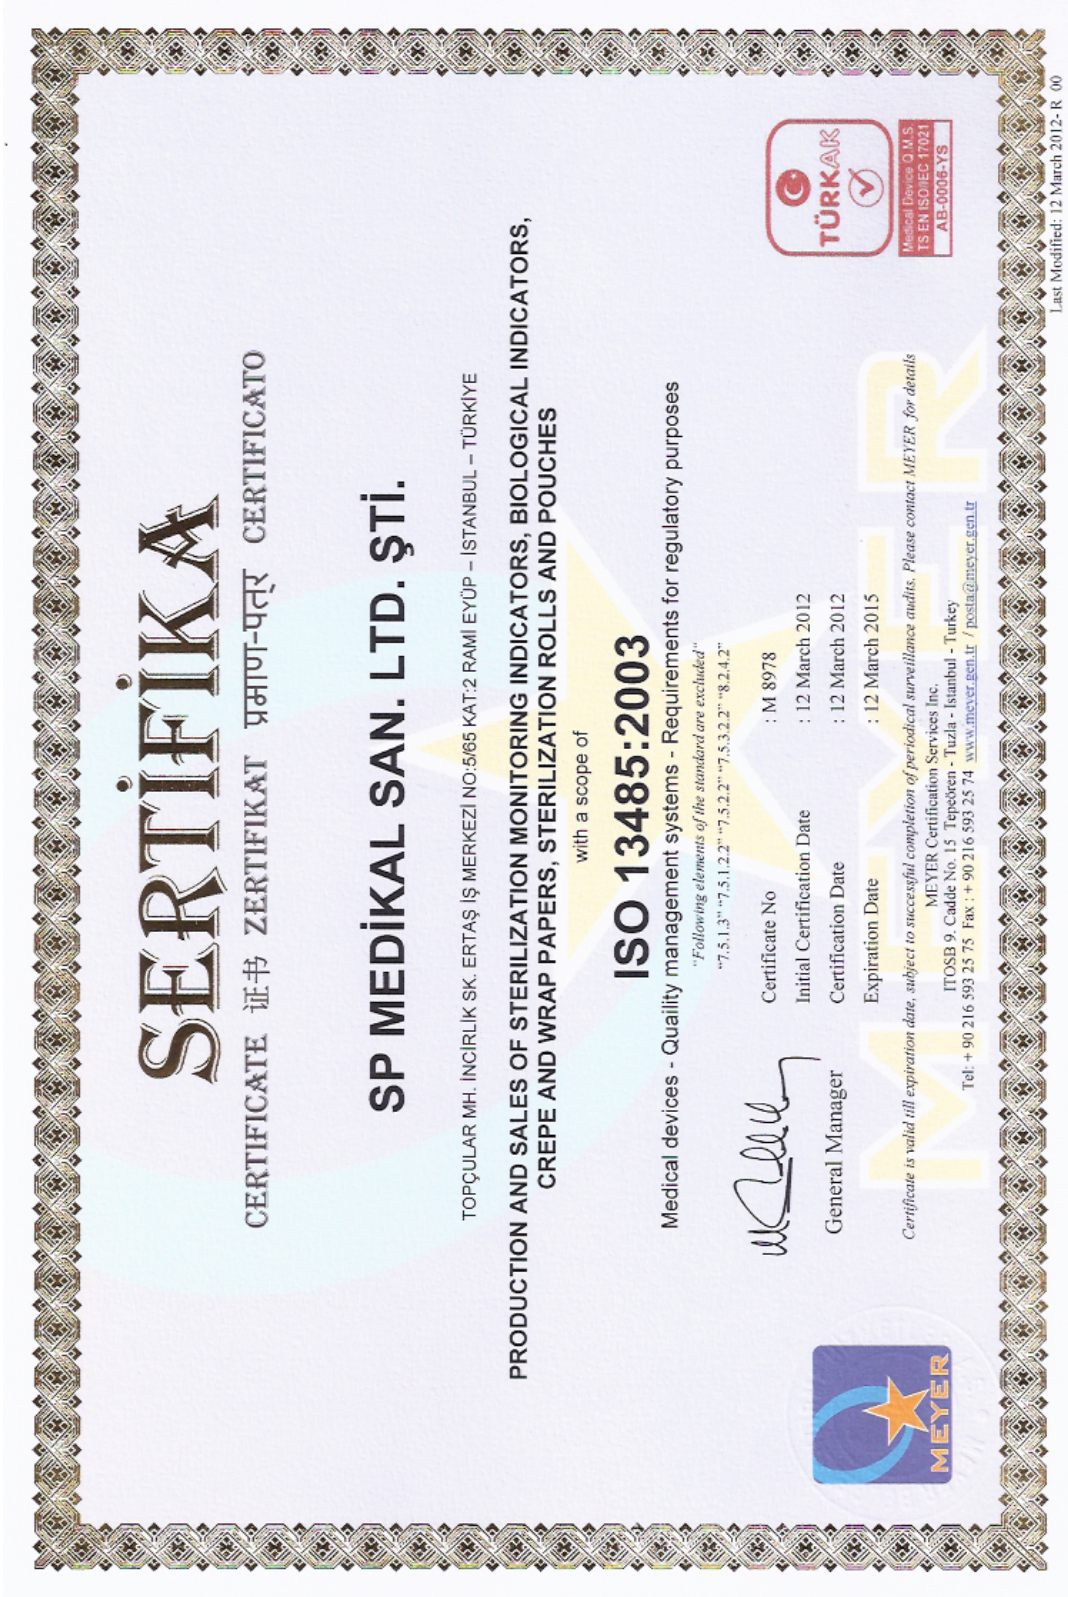 SERTİFİKA
CERTIFICATE 证书 ZERTIFIKAT प्रमाण-पत्र CERTIFICATO
SP MEDİKAL SAN. LTD. ŞTİ.
TOPÇULAR MH. İNCİRLİK SK. ERTAŞ İŞ MERKEZİ NO:5/65 KAT:2 RAMİ EYÜP – İSTANBUL – TÜRKİYE
PRODUCTION AND SALES OF STERILIZATION MONITORING INDICATORS, BIOLOGICAL INDICATORS,
CREPE AND WRAP PAPERS, STERILIZATION ROLLS AND POUCHES
with a scope of
ISO 13485:2003
Medical devices - Quaility management systems - Requirements for regulatory purposes
"Following elements of the standard are excluded"
"7.5.1.3" "7.5.1.2.2" "7.5.2.2" "7.5.3.2.2" "8.2.4.2"
Certificate No : M 8978
Initial Certification Date : 12 March 2012
Certification Date : 12 March 2012
Expiration Date : 12 March 2015
General Manager
Certificate is valid till expiration date, subject to successful completion of periodical surveillance audits. Please contact MEYER for details
MEYER Certification Services Inc.
ITOSB 9. Cadde No. 15 Tepeören - Tuzla - Istanbul - Turkey
Tel: + 90 216 593 25 75 Fax : + 90 216 593 25 74 www.meyer.gen.tr / posta@meyer.gen.tr
MEYER
MEYER
TÜRKAK
Medical Device Q.M.S
TS EN ISO/IEC 17021
AB-0006-YS
Last Modified: 12 March 2012- R 00